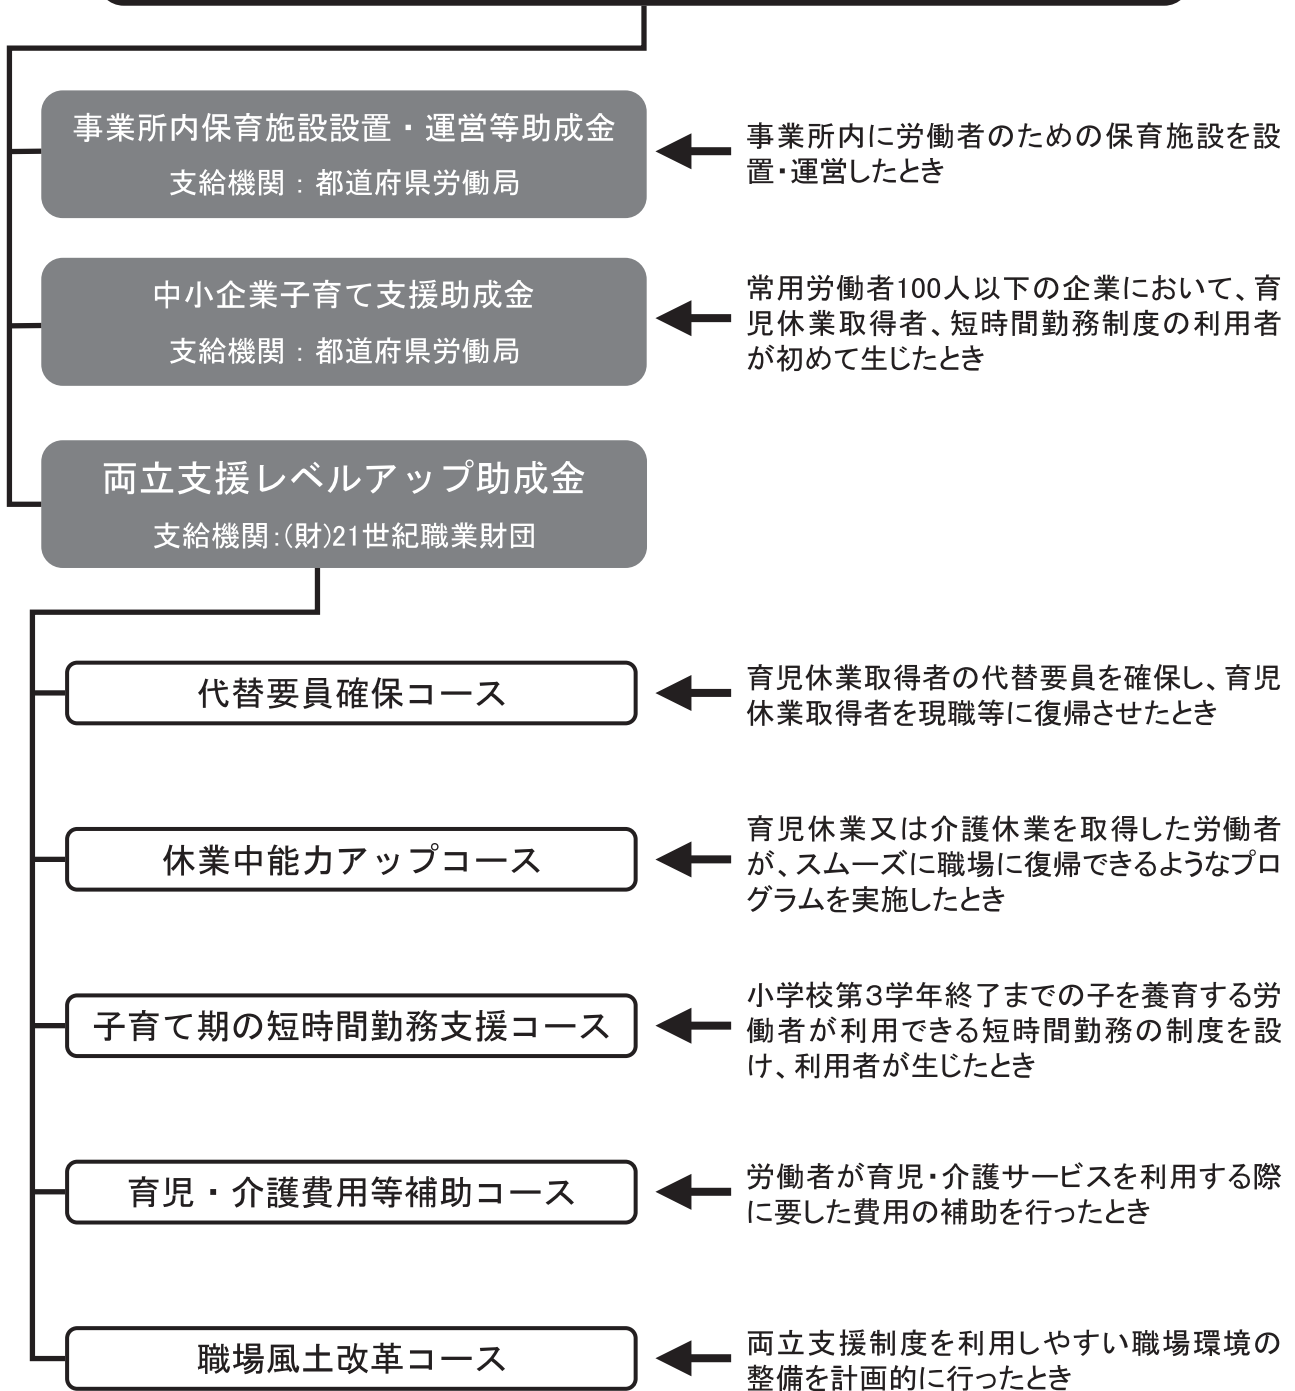 事業所内保育施設設置・運営等助成金
支給機関：都道府県労働局
事業所内に労働者のための保育施設を設
置・運営したとき
中小企業子育て支援助成金
支給機関：都道府県労働局
常用労働者100人以下の企業において、育
児休業取得者、短時間勤務制度の利用者
が初めて生じたとき
両立支援レベルアップ助成金
支給機関：(財)21世紀職業財団
代替要員確保コース
育児休業取得者の代替要員を確保し、育児
休業取得者を現職等に復帰させたとき
休業中能力アップコース
育児休業又は介護休業を取得した労働者
が、スムーズに職場に復帰できるようなプロ
グラムを実施したとき
子育て期の短時間勤務支援コース
小学校第３学年終了までの子を養育する労
働者が利用できる短時間勤務の制度を設
け、利用者が生じたとき
育児・介護費用等補助コース
労働者が育児・介護サービスを利用する際
に要した費用の補助を行ったとき
職場風土改革コース
両立支援制度を利用しやすい職場環境の
整備を計画的に行ったとき